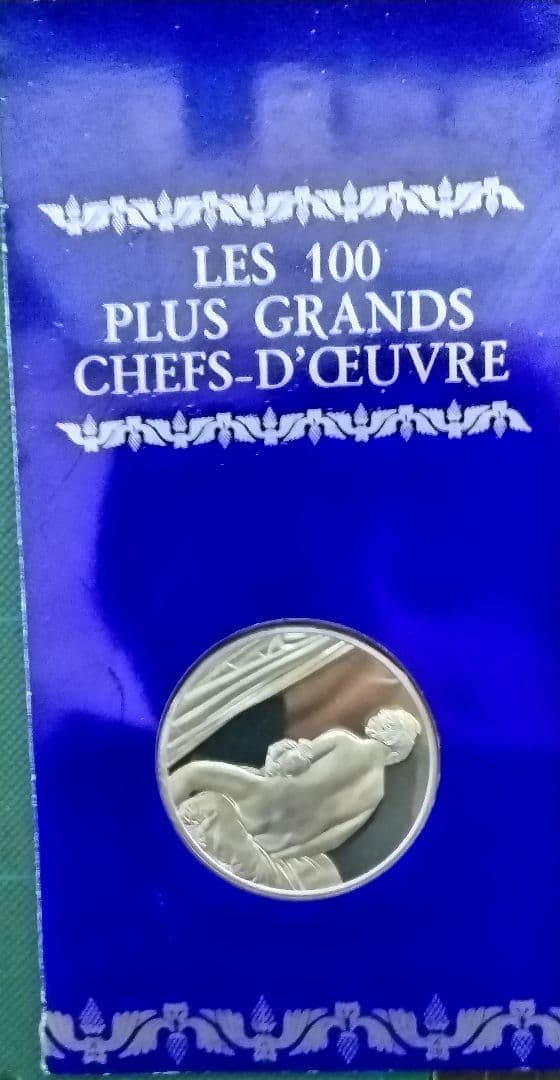 LES 100
PLUS GRANDS
CHEFS-D'ŒUVRE